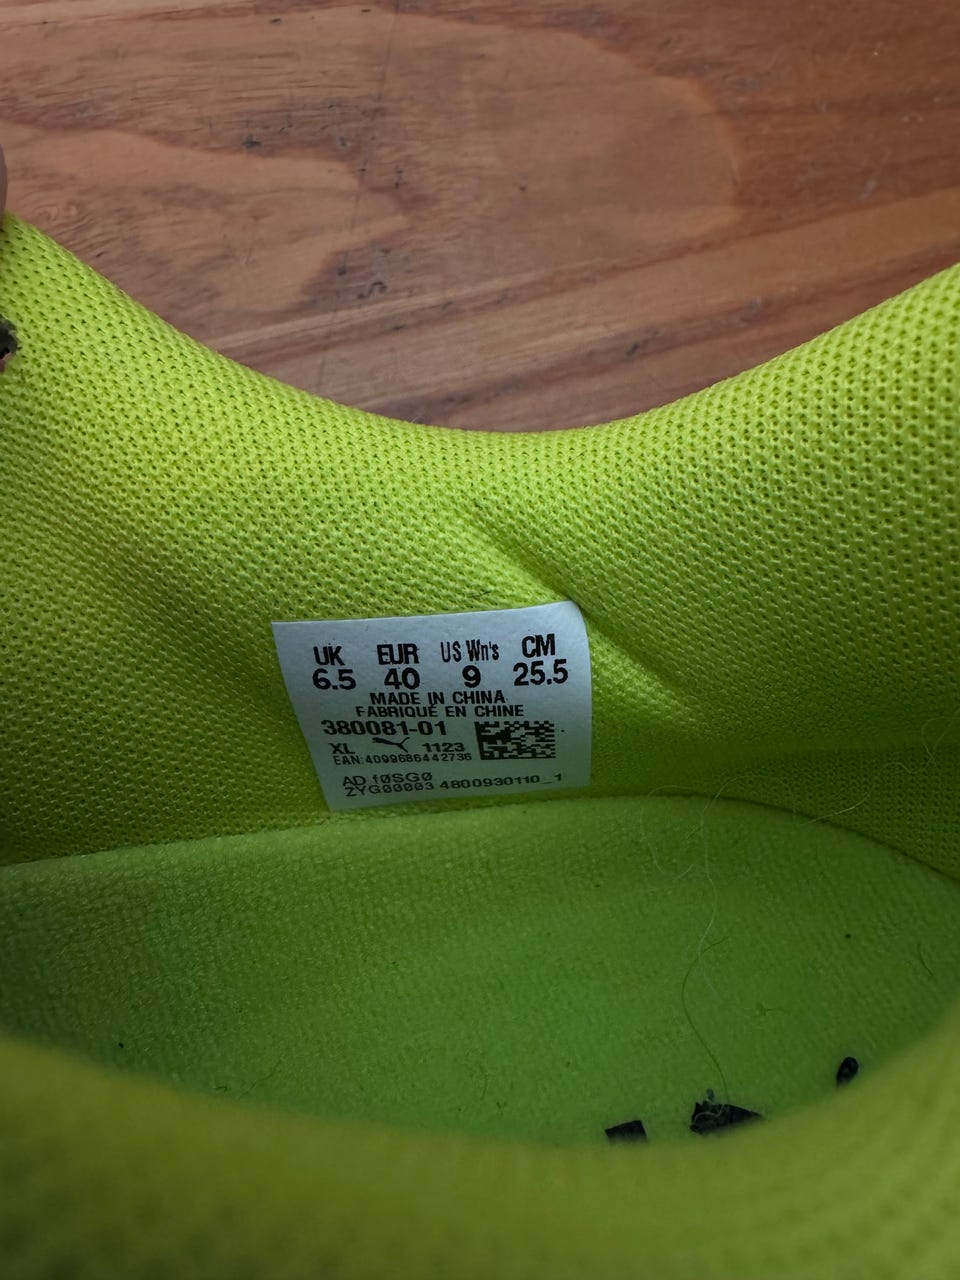 UK EUR US Wn's CM
6.5 40 9 25.5
MADE IN CHINA
FABRIQUÉ EN CHINE
380081-01
XL 1123
EAN:4099686442736
AD f0SG0
ZYG00003 4800930110_1